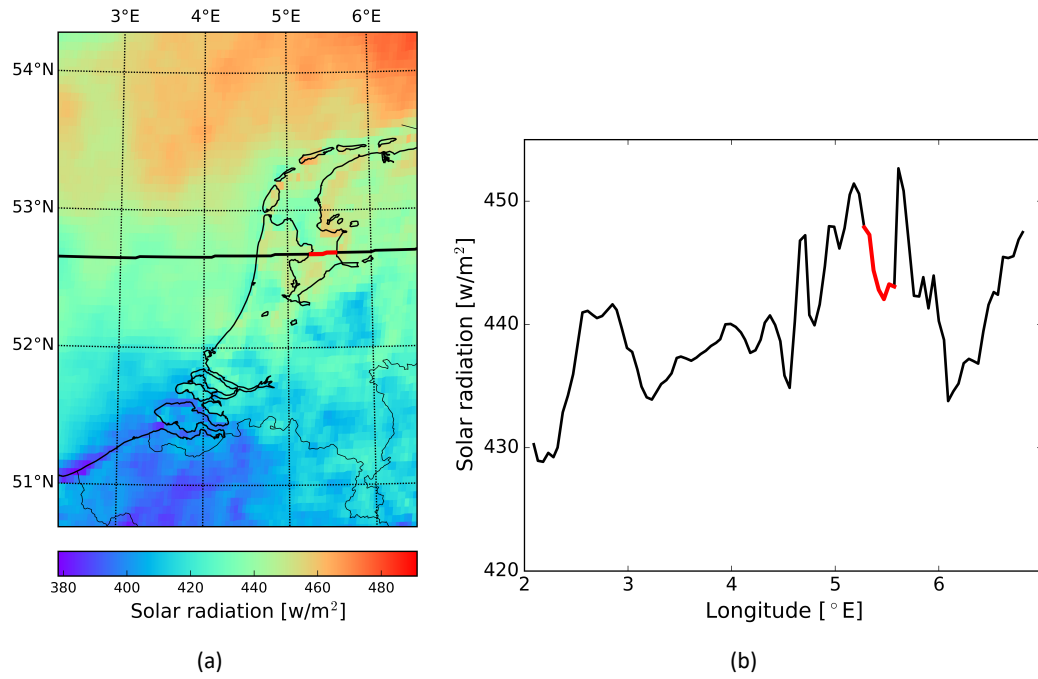 3°E 4°E 5°E 6°E
54°N
53°N
52°N
51°N
380 400 420 440 460 480
Solar radiation [w/m²]
(a)
450
440
430
420
Solar radiation [w/m²]
2 3 4 5 6
Longitude [°E]
(b)